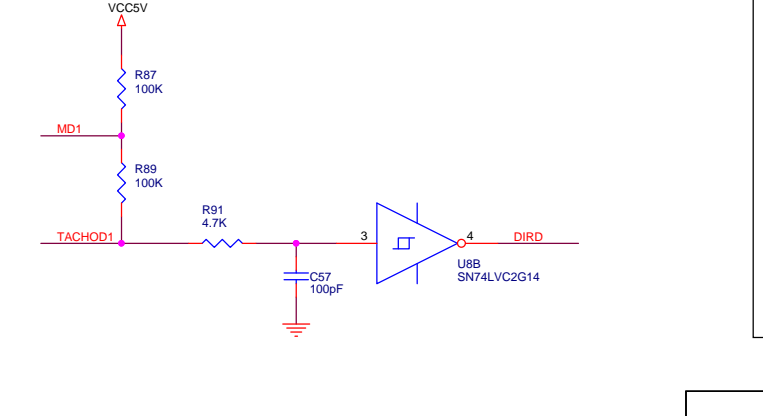 VCC5V
R87
100K
MD1
R89
100K
R91
4.7K
TACHOD1
3
4
DIRD
U8B
SN74LVC2G14
C57
100pF